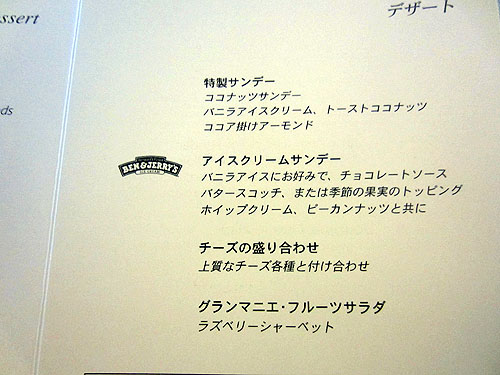 ssert
デザート
ds
特製サンデー
ココナッツサンデー
バニラアイスクリーム、トーストココナッツ
ココア掛けアーモンド
BEN & JERRY'S
アイスクリームサンデー
バニラアイスにお好みで、チョコレートソース
バタースコッチ、または季節の果実のトッピング
ホイップクリーム、ピーカンナッツと共に
チーズの盛り合わせ
上質なチーズ各種と付け合わせ
グランマニエ・フルーツサラダ
ラズベリーシャーベット